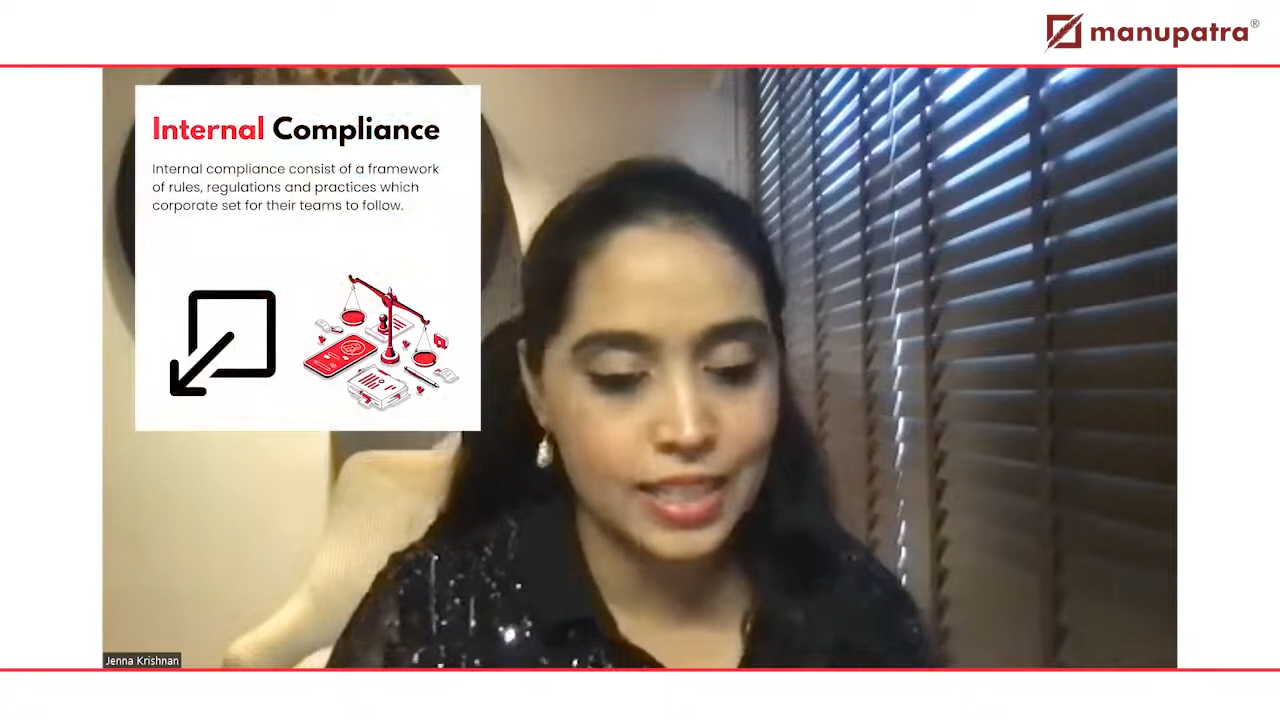 manupatra®
Internal Compliance
Internal compliance consist of a framework
of rules, regulations and practices which
corporate set for their teams to follow.
Jenna Krishnan